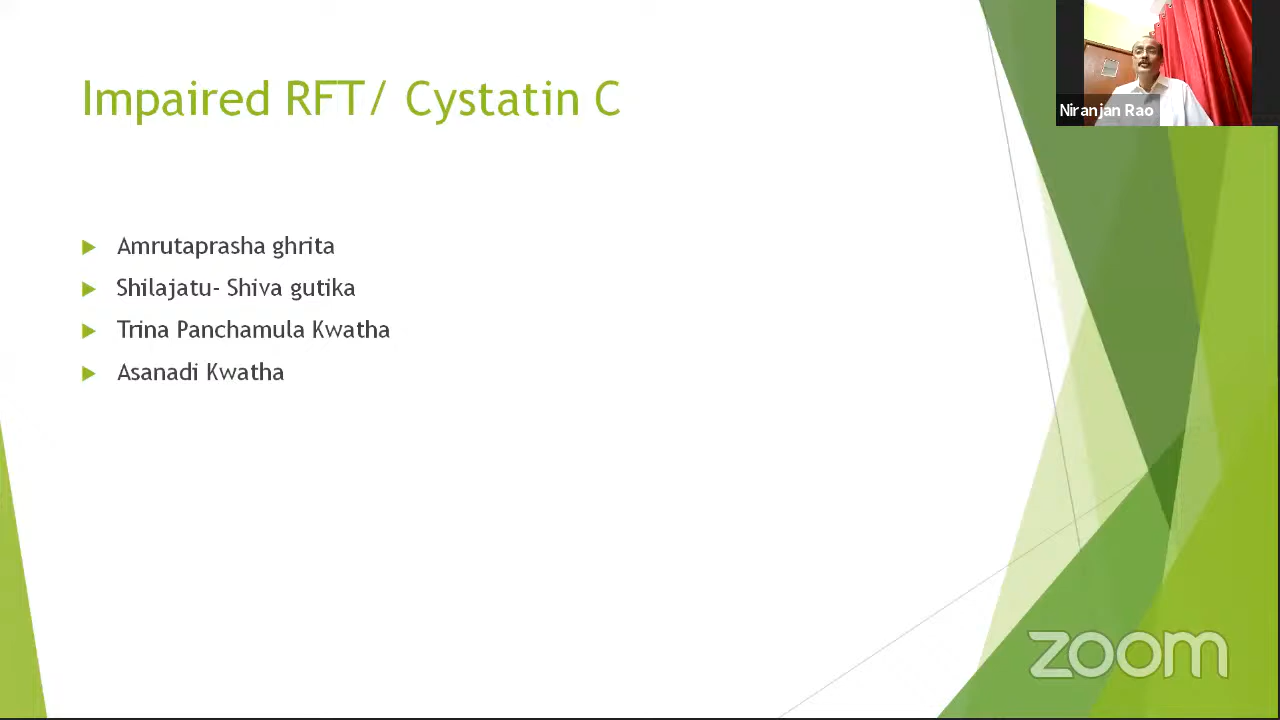 Impaired RFT/ Cystatin C
Niranjan Rao
Amrutaprasha ghrita
Shilajatu- Shiva gutika
Trina Panchamula Kwatha
Asanadi Kwatha
zoom